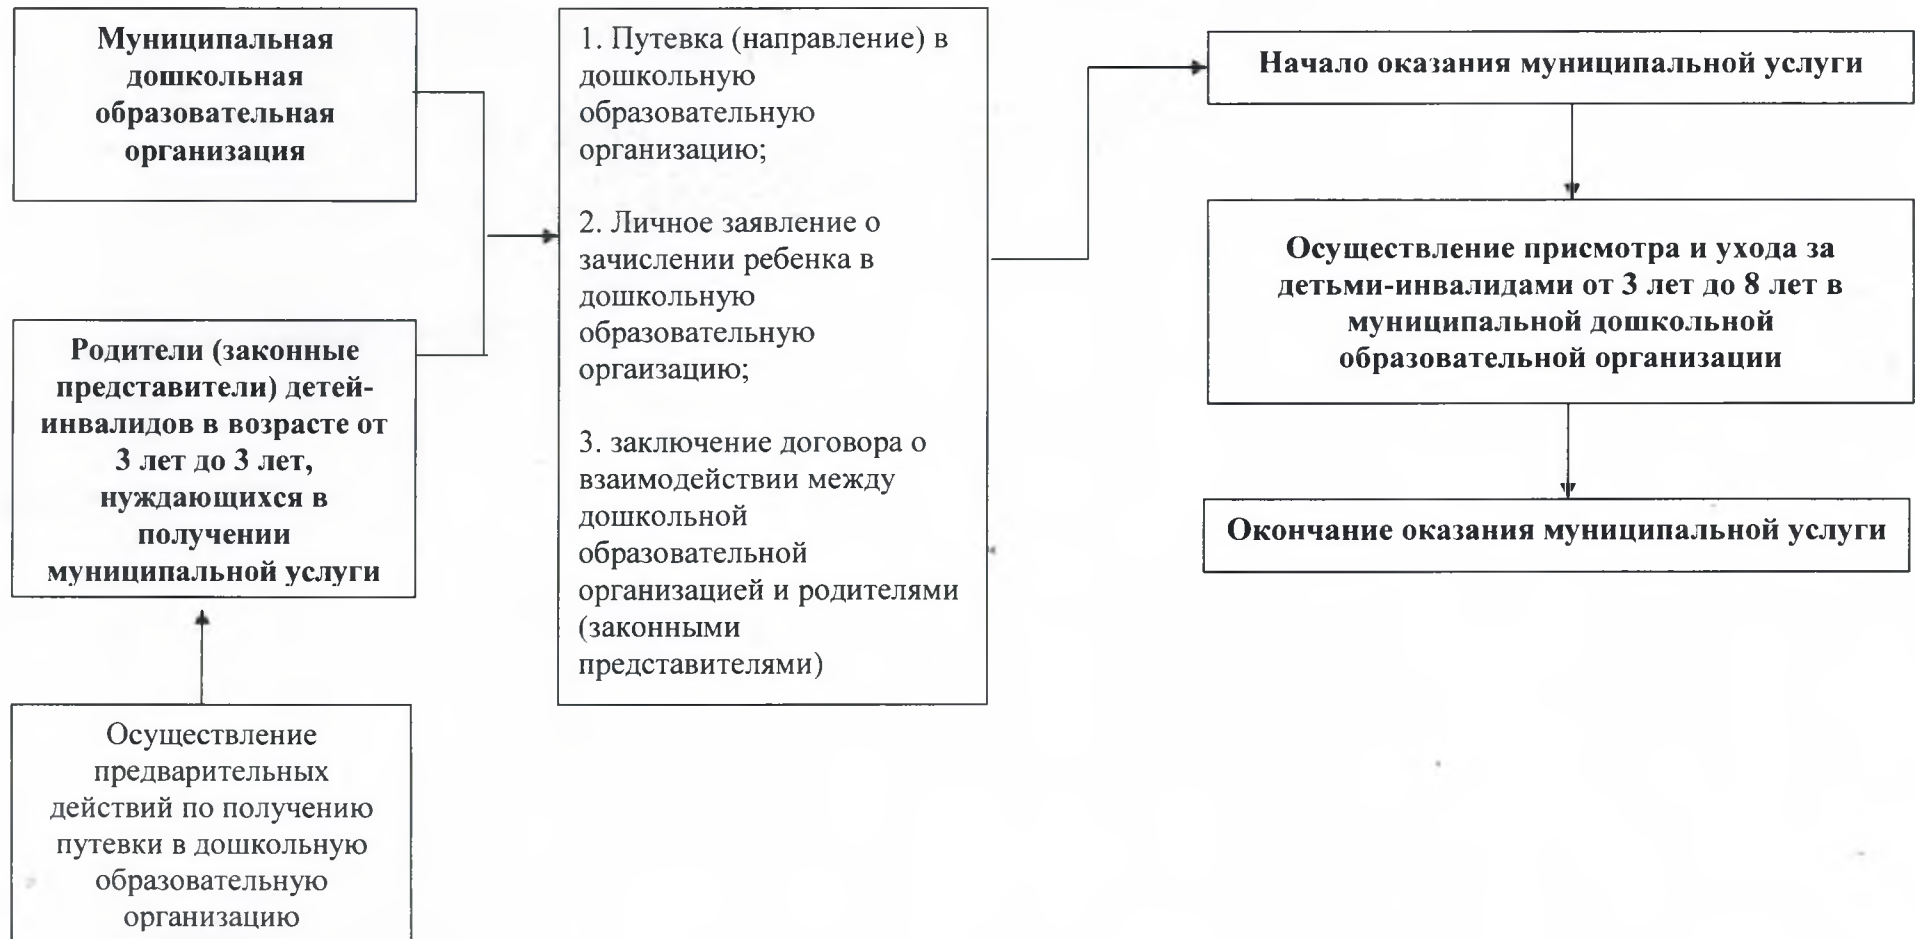 Муниципальная
дошкольная
образовательная
организация
Родители (законные
представители) детей-
инвалидов в возрасте от
3 лет до 3 лет,
нуждающихся в
получении
муниципальной услуги
Осуществление
предварительных
действий по получению
путевки в дошкольную
образовательную
организацию
1. Путевка (направление) в
дошкольную
образовательную
организацию;
2. Личное заявление о
зачислении ребенка в
дошкольную
образовательную
оргаизацию;
3. заключение договора о
взаимодействии между
дошкольной
образовательной
организацией и родителями
(законными
представителями)
Начало оказания муниципальной услуги
Осуществление присмотра и ухода за
детьми-инвалидами от 3 лет до 8 лет в
муниципальной дошкольной
образовательной организации
Окончание оказания муниципальной услуги